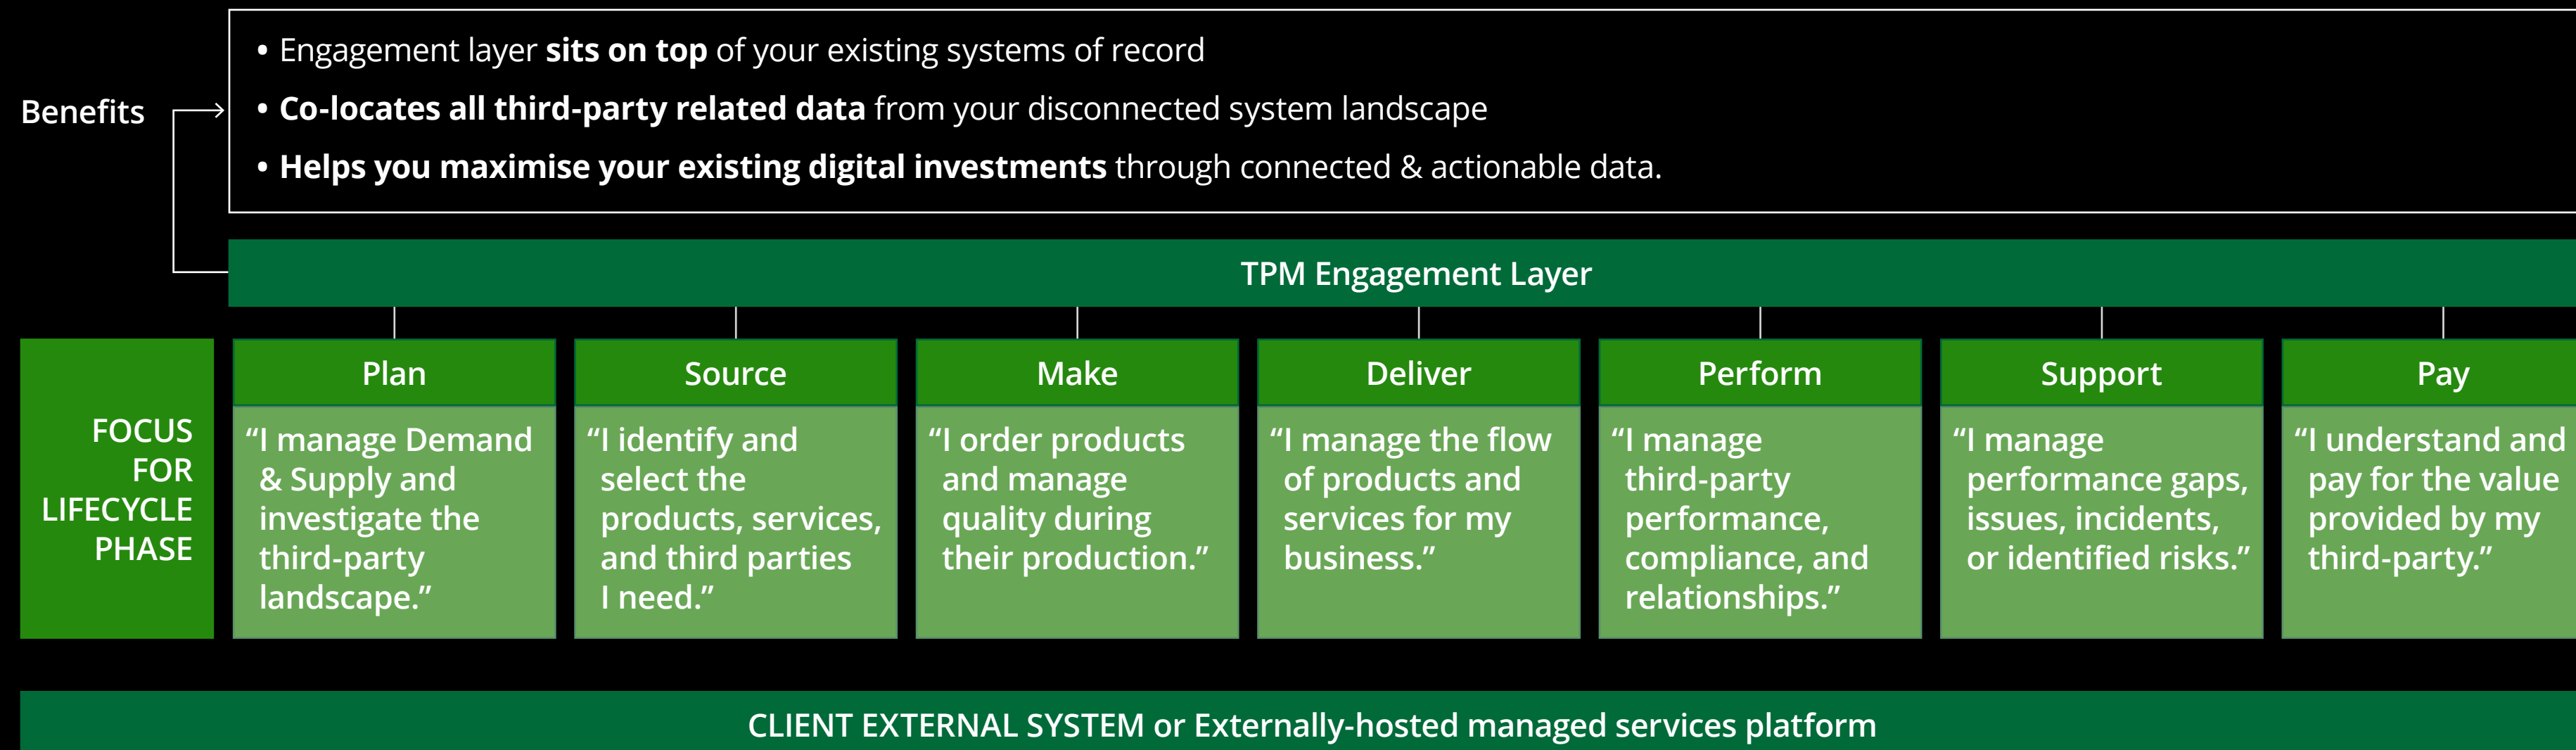 • Engagement layer sits on top of your existing systems of record
• Co-locates all third-party related data from your disconnected system landscape
• Helps you maximise your existing digital investments through connected & actionable data.
Benefits
TPM Engagement Layer
FOCUS
FOR
LIFECYCLE
PHASE
Plan
“I manage Demand
& Supply and
investigate the
third-party
landscape.”
Source
“I identify and
select the
products, services,
and third parties
I need.”
Make
“I order products
and manage
quality during
their production.”
Deliver
“I manage the flow
of products and
services for my
business.”
Perform
“I manage
third-party
performance,
compliance, and
relationships.”
Support
“I manage
performance gaps,
issues, incidents,
or identified risks.”
Pay
“I understand and
pay for the value
provided by my
third-party.”
CLIENT EXTERNAL SYSTEM or Externally-hosted managed services platform